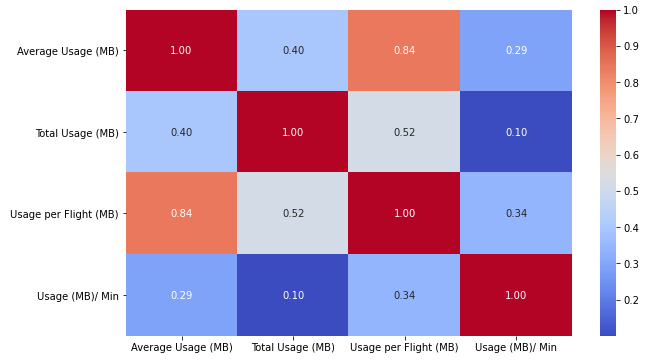 1.0
Average Usage (MB) 1.00 0.40 0.84 0.29
0.9
0.8
Total Usage (MB) 0.40 1.00 0.52 0.10
0.7
0.6
0.5
Usage per Flight (MB) 0.84 0.52 1.00 0.34
0.4
0.3
Usage (MB)/ Min 0.29 0.10 0.34 1.00
0.2
Average Usage (MB) Total Usage (MB) Usage per Flight (MB) Usage (MB)/ Min